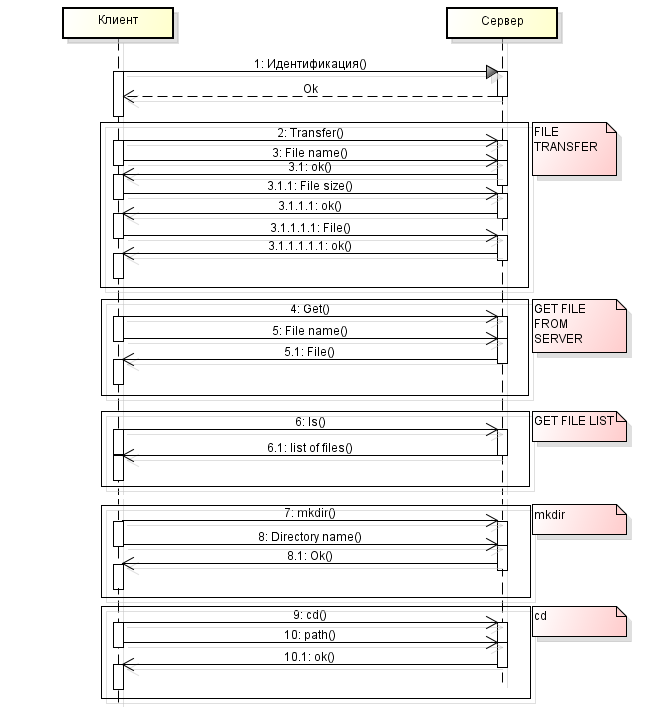 Клиент
Сервер
1: Идентификация()
Ok
2: Transfer()
FILE
TRANSFER
3: File name()
3.1: ok()
3.1.1: File size()
3.1.1.1: ok()
3.1.1.1.1: File()
3.1.1.1.1.1: ok()
4: Get()
GET FILE
FROM
SERVER
5: File name()
5.1: File()
6: ls()
GET FILE LIST
6.1: list of files()
7: mkdir()
mkdir
8: Directory name()
8.1: Ok()
9: cd()
cd
10: path()
10.1: ok()